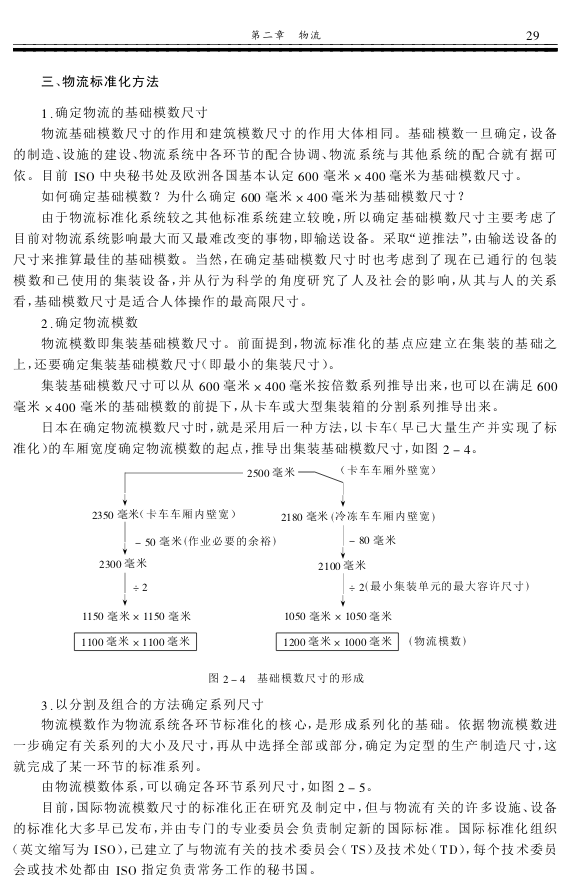 第二章 物流 29
三、物流标准化方法
1.确定物流的基础模数尺寸
物流基础模数尺寸的作用和建筑模数尺寸的作用大体相同。基础模数一旦确定,设备
的制造、设施的建设、物流系统中各环节的配合协调、物流系统与其他系统的配合就有据可
依。目前 ISO 中央秘书处及欧洲各国基本认定 600 毫米×400 毫米为基础模数尺寸。
如何确定基础模数? 为什么确定 600 毫米×400 毫米为基础模数尺寸?
由于物流标准化系统较之其他标准系统建立较晚,所以确定基础模数尺寸主要考虑了
目前对物流系统影响最大而又最难改变的事物,即输送设备。采取“逆推法”,由输送设备的
尺寸来推算最佳的基础模数。当然,在确定基础模数尺寸时也考虑到了现在已通行的包装
模数和已使用的集装设备,并从行为科学的角度研究了人及社会的影响,从其与人的关系
看,基础模数尺寸是适合人体操作的最高限尺寸。
2.确定物流模数
物流模数即集装基础模数尺寸。前面提到,物流标准化的基点应建立在集装的基础之
上,还要确定集装基础模数尺寸(即最小的集装尺寸)。
集装基础模数尺寸可以从 600 毫米×400 毫米按倍数系列推导出来,也可以在满足 600
毫米×400 毫米的基础模数的前提下,从卡车或大型集装箱的分割系列推导出来。
日本在确定物流模数尺寸时,就是采用后一种方法,以卡车(早已大量生产并实现了标
准化)的车厢宽度确定物流模数的起点,推导出集装基础模数尺寸,如图 2－4。
2500 毫米 (卡车车厢外壁宽)
2350 毫米(卡车车厢内壁宽) 2180 毫米(冷冻车车厢内壁宽)
－50 毫米(作业必要的余裕) －80 毫米
2300 毫米 2100 毫米
÷2 ÷2(最小集装单元的最大容许尺寸)
1150 毫米×1150 毫米 1050 毫米×1050 毫米
1100 毫米×1100 毫米 1200 毫米×1000 毫米 (物流模数)
图 2－4 基础模数尺寸的形成
3.以分割及组合的方法确定系列尺寸
物流模数作为物流系统各环节标准化的核心,是形成系列化的基础。依据物流模数进
一步确定有关系列的大小及尺寸,再从中选择全部或部分,确定为定型的生产制造尺寸,这
就完成了某一环节的标准系列。
由物流模数体系,可以确定各环节系列尺寸,如图 2－5。
目前,国际物流模数尺寸的标准化正在研究及制定中,但与物流有关的许多设施、设备
的标准化大多早已发布,并由专门的专业委员会负责制定新的国际标准。国际标准化组织
(英文缩写为 ISO),已建立了与物流有关的技术委员会(TS)及技术处(TD),每个技术委员
会或技术处都由 ISO 指定负责常务工作的秘书国。